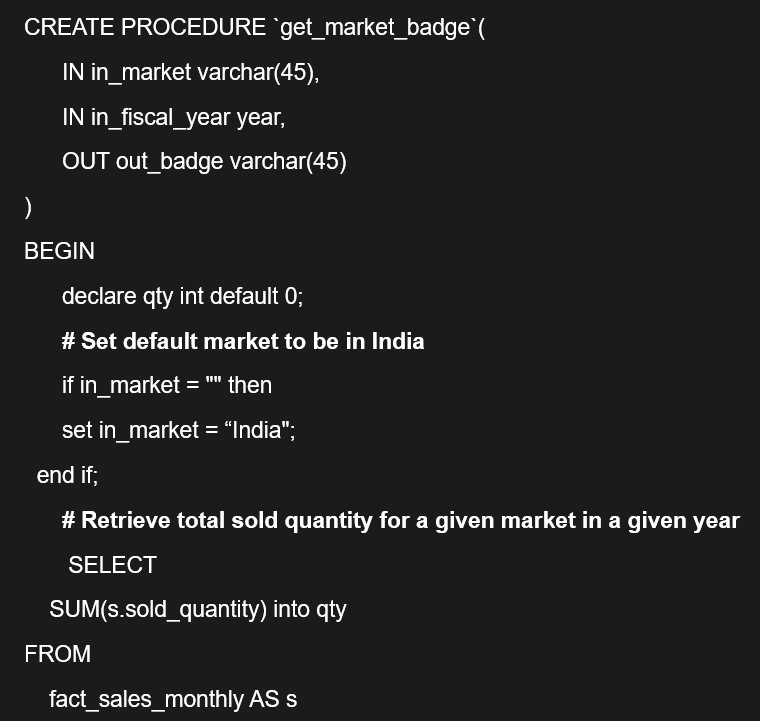 CREATE PROCEDURE `get_market_badge`(
IN in_market varchar(45),
IN in_fiscal_year year,
OUT out_badge varchar(45)
)
BEGIN
declare qty int default 0;
# Set default market to be in India
if in_market = "" then
set in_market = “India";
end if;
# Retrieve total sold quantity for a given market in a given year
SELECT
SUM(s.sold_quantity) into qty
FROM
fact_sales_monthly AS s